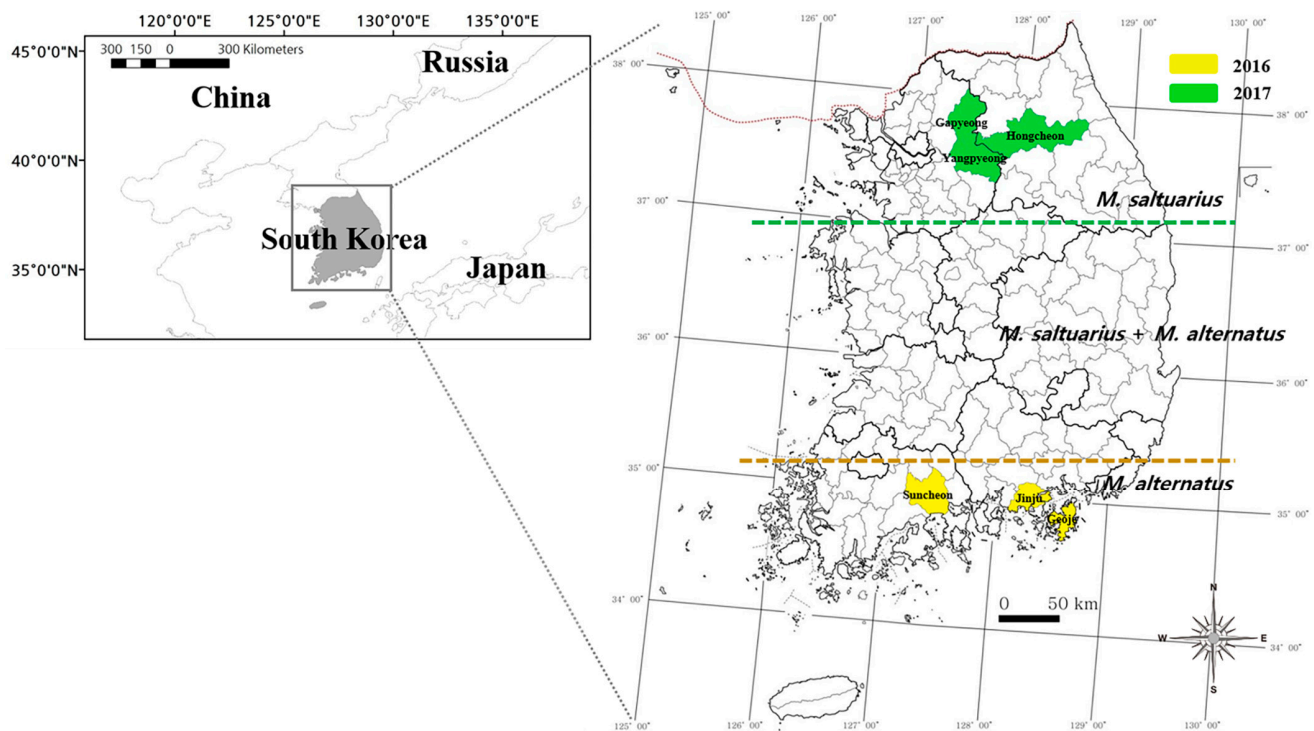 120°0'0"E 125°0'0"E 130°0'0"E 135°0'0"E
45°0'0"N
40°0'0"N
35°0'0"N
300 150 0 300 Kilometers
Russia
China
South Korea
Japan
125° 00' 126° 00' 127° 00' 128° 00' 129° 00' 130° 00'
38° 00'
37° 00'
36° 00'
35° 00'
34° 00'
2016
2017
38° 00'
37° 00'
36° 00'
35° 00'
34° 00'
Gapyeong
Hongcheon
Yangpyeong
M. saltuarius
M. saltuarius + M. alternatus
M. alternatus
Suncheon
Jinju
Geoje
0 50 km
N
W E
S
125° 00' 126° 00' 127° 00' 128° 00' 129° 00' 130° 00'